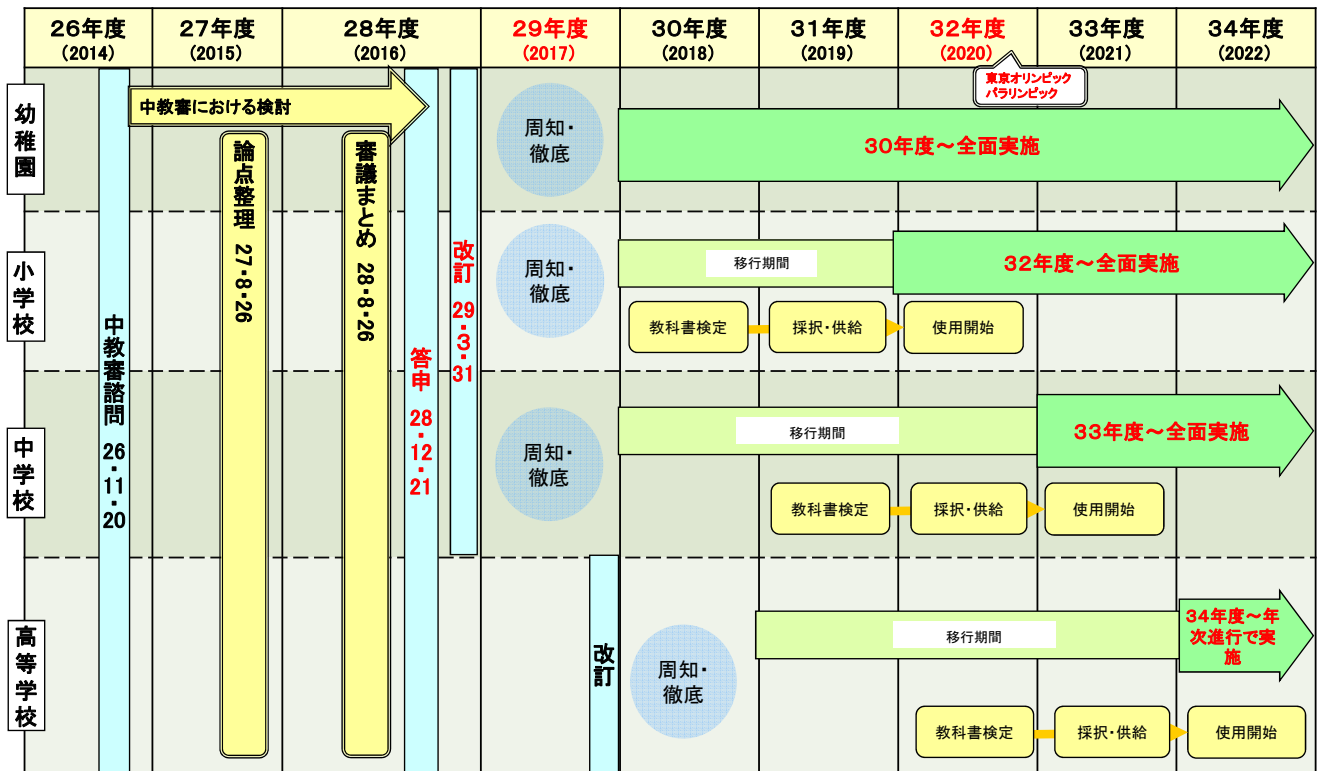 26年度
(2014)
27年度
(2015)
28年度
(2016)
29年度
(2017)
30年度
(2018)
31年度
(2019)
32年度
(2020)
33年度
(2021)
34年度
(2022)
東京オリンピック
パラリンピック
中教審諮問 26・11・20
中教審における検討
論点整理 27・8・26
審議まとめ 28・8・26
答申 28・12・21
改訂 29・3・31
幼稚園
周知・
徹底
30年度~全面実施
小学校
周知・
徹底
移行期間
32年度~全面実施
教科書検定
採択・供給
使用開始
中学校
周知・
徹底
移行期間
33年度~全面実施
教科書検定
採択・供給
使用開始
高等学校
改訂
周知・
徹底
移行期間
34年度~年
次進行で実
施
教科書検定
採択・供給
使用開始